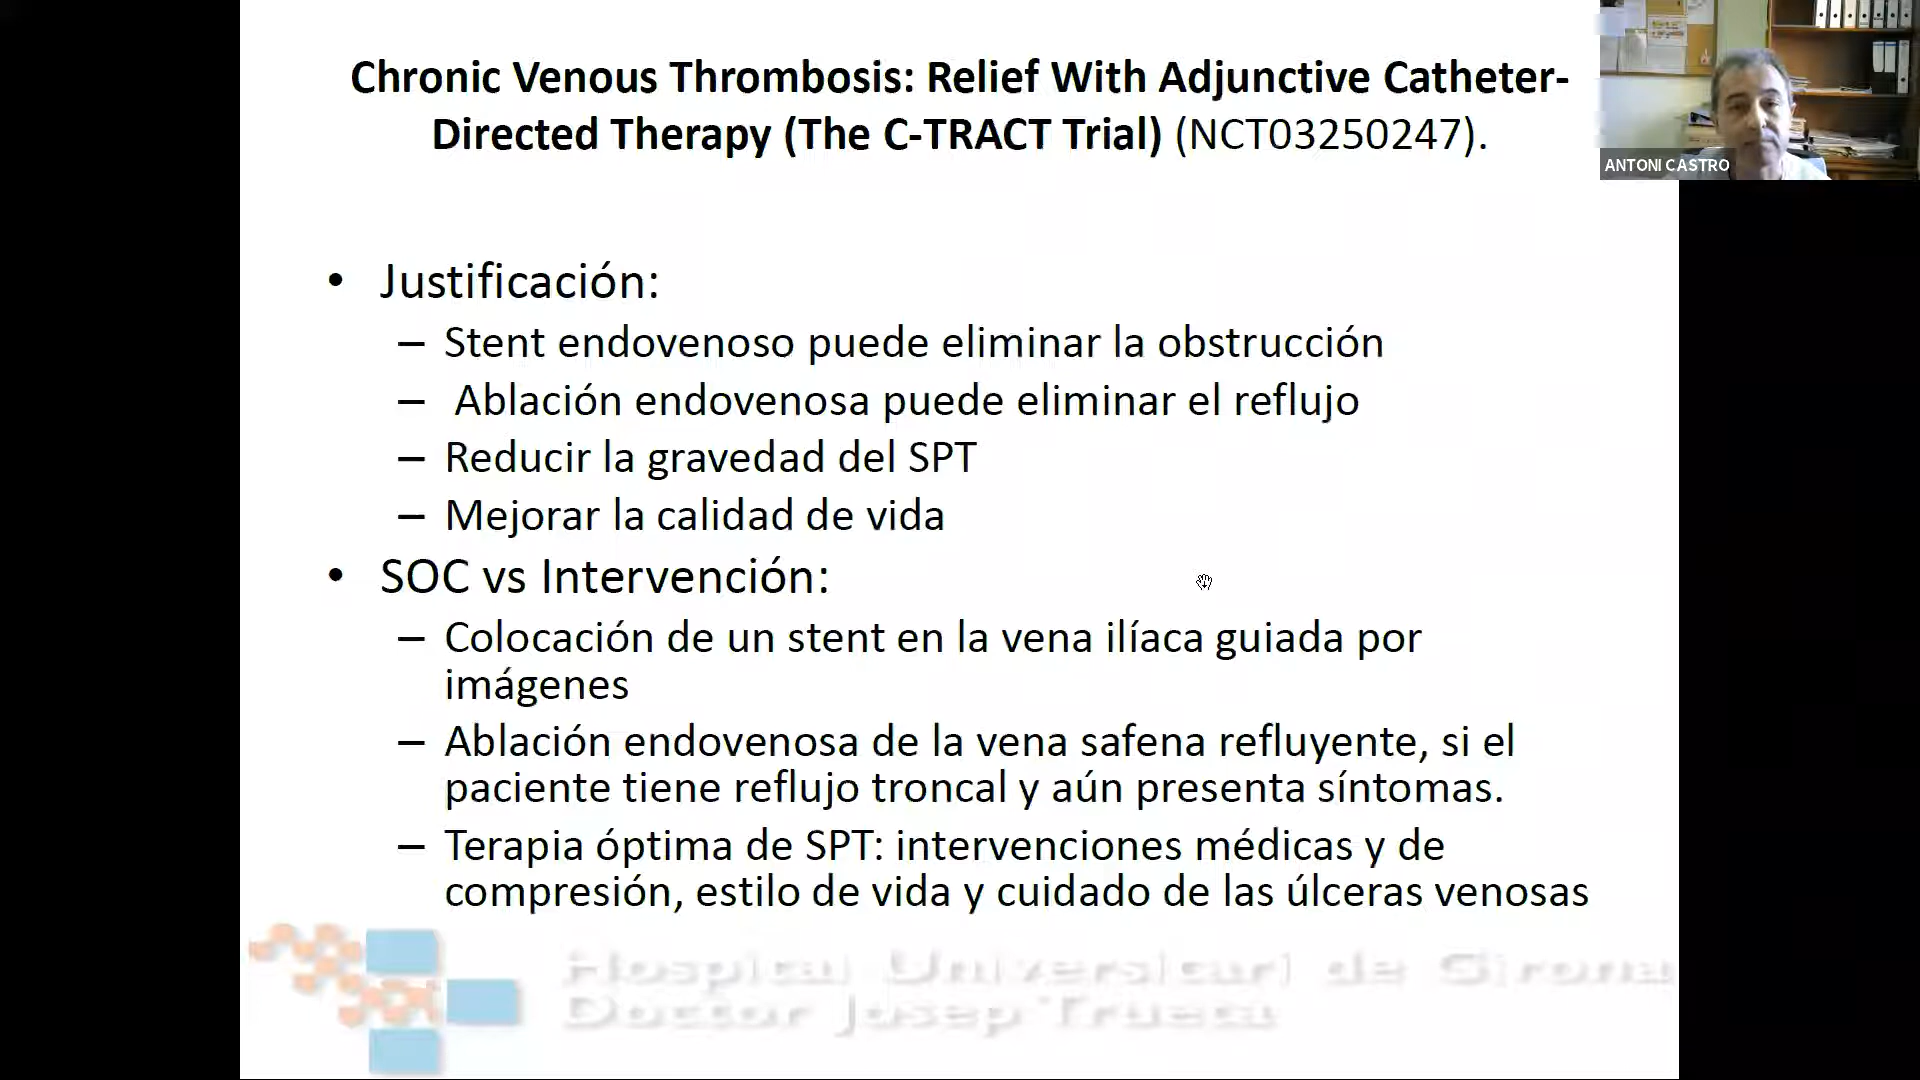 Chronic Venous Thrombosis: Relief With Adjunctive Catheter-
Directed Therapy (The C-TRACT Trial) (NCT03250247).
ANTONI CASTRO
• Justificación:
– Stent endovenoso puede eliminar la obstrucción
– Ablación endovenosa puede eliminar el reflujo
– Reducir la gravedad del SPT
– Mejorar la calidad de vida
• SOC vs Intervención:
– Colocación de un stent en la vena ilíaca guiada por
imágenes
– Ablación endovenosa de la vena safena refluyente, si el
paciente tiene reflujo troncal y aún presenta síntomas.
– Terapia óptima de SPT: intervenciones médicas y de
compresión, estilo de vida y cuidado de las úlceras venosas
Hospital Universitari de Girona
Doctor Josep Trueta